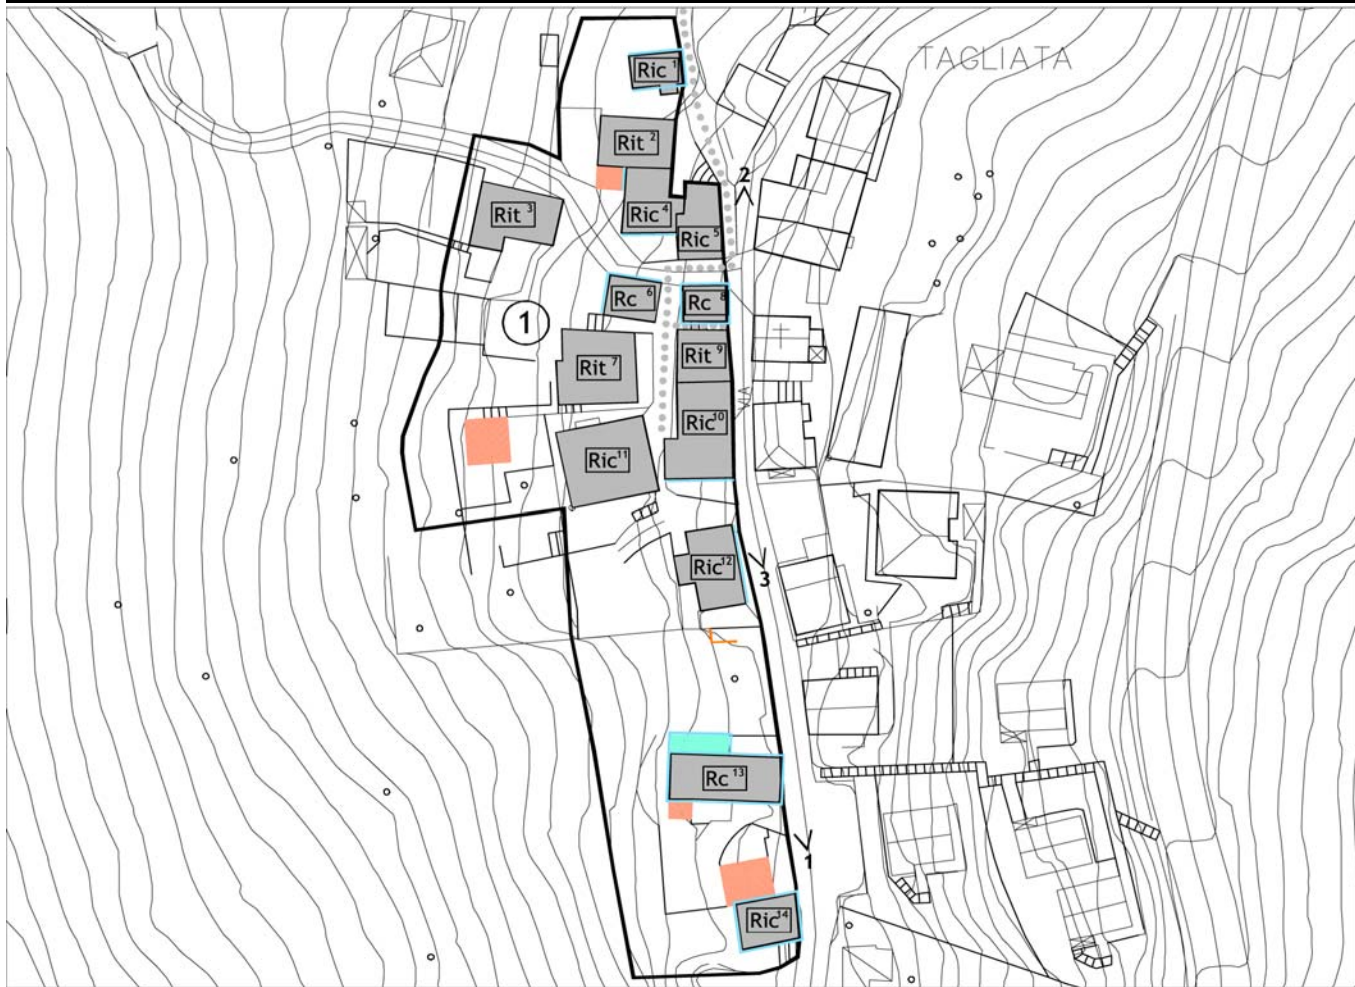 TAGLIATA
Ric 1
Rit 2
2
Rit 3
Ric 4
Ric 5
Rc 6
Rc 8
1
Rit 7
Rit 9
VIA
Ric 10
Ric 11
Ric 12
3
Rc 13
1
Ric 14